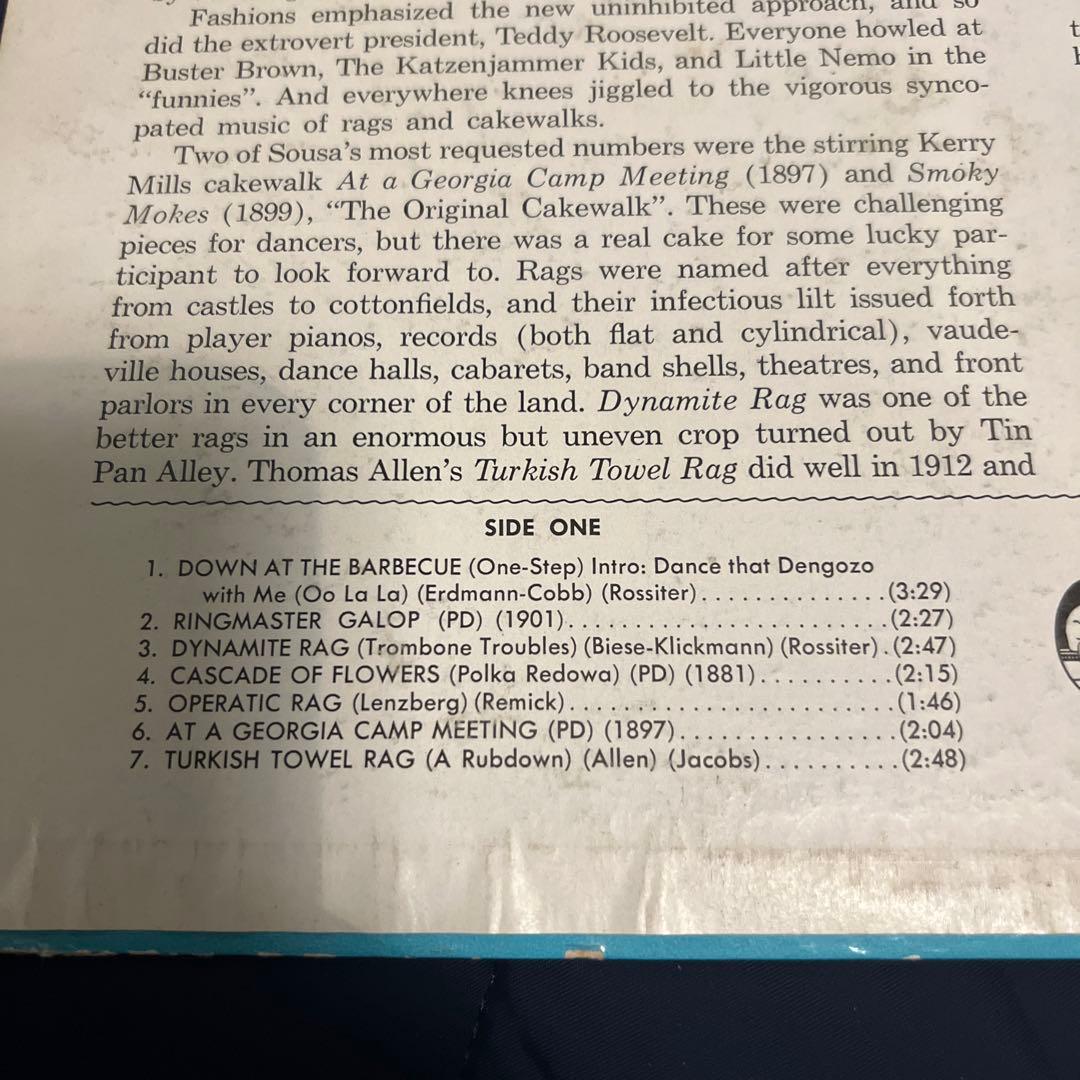 Fashions emphasized the new uninhibited approach, and so
did the extrovert president, Teddy Roosevelt. Everyone howled at
Buster Brown, The Katzenjammer Kids, and Little Nemo in the
“funnies”. And everywhere knees jiggled to the vigorous synco-
pated music of rags and cakewalks.
Two of Sousa’s most requested numbers were the stirring Kerry
Mills cakewalk At a Georgia Camp Meeting (1897) and Smoky
Mokes (1899), “The Original Cakewalk”. These were challenging
pieces for dancers, but there was a real cake for some lucky par-
ticipant to look forward to. Rags were named after everything
from castles to cottonfields, and their infectious lilt issued forth
from player pianos, records (both flat and cylindrical), vaude-
ville houses, dance halls, cabarets, band shells, theatres, and front
parlors in every corner of the land. Dynamite Rag was one of the
better rags in an enormous but uneven crop turned out by Tin
Pan Alley. Thomas Allen’s Turkish Towel Rag did well in 1912 and
SIDE ONE
1. DOWN AT THE BARBECUE (One-Step) Intro: Dance that Dengozo
with Me (Oo La La) (Erdmann-Cobb) (Rossiter)..............(3:29)
2. RINGMASTER GALOP (PD) (1901).........................(2:27)
3. DYNAMITE RAG (Trombone Troubles) (Biese-Klickmann) (Rossiter).(2:47)
4. CASCADE OF FLOWERS (Polka Redowa) (PD) (1881)..........(2:15)
5. OPERATIC RAG (Lenzberg) (Remick).........................(1:46)
6. AT A GEORGIA CAMP MEETING (PD) (1897)................(2:04)
7. TURKISH TOWEL RAG (A Rubdown) (Allen) (Jacobs)..........(2:48)